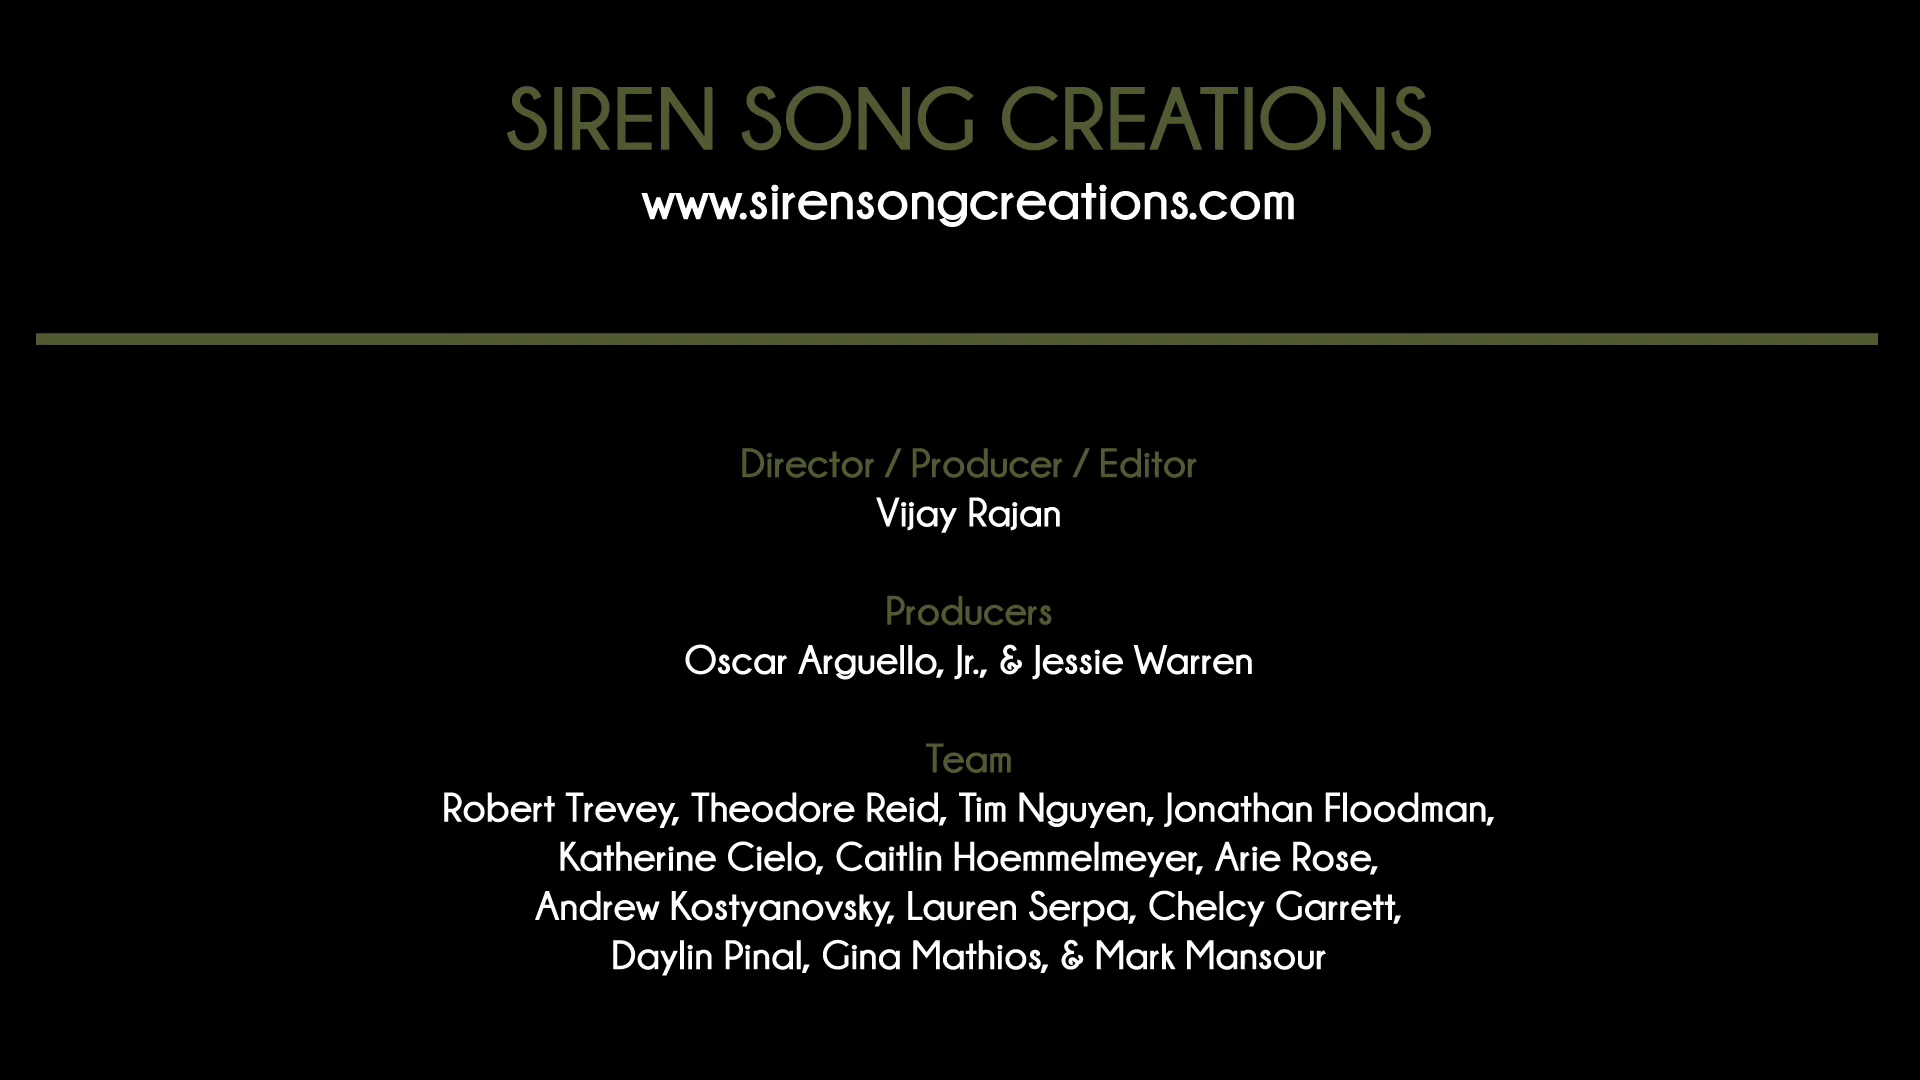 SIREN SONG CREATIONS
www.sirensongcreations.com
Director / Producer / Editor
Vijay Rajan
Producers
Oscar Arguello, Jr., & Jessie Warren
Team
Robert Trevey, Theodore Reid, Tim Nguyen, Jonathan Floodman,
Katherine Cielo, Caitlin Hoemmelmeyer, Arie Rose,
Andrew Kostyanovsky, Lauren Serpa, Chelcy Garrett,
Daylin Pinal, Gina Mathios, & Mark Mansour